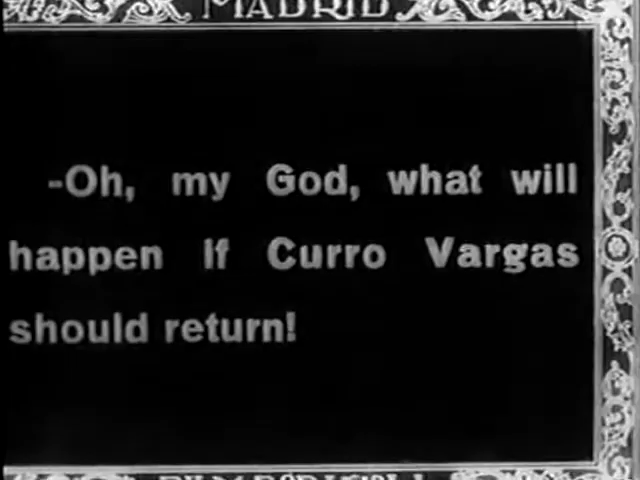 MADRID
-Oh, my God, what will
happen If Curro Vargas
should return!